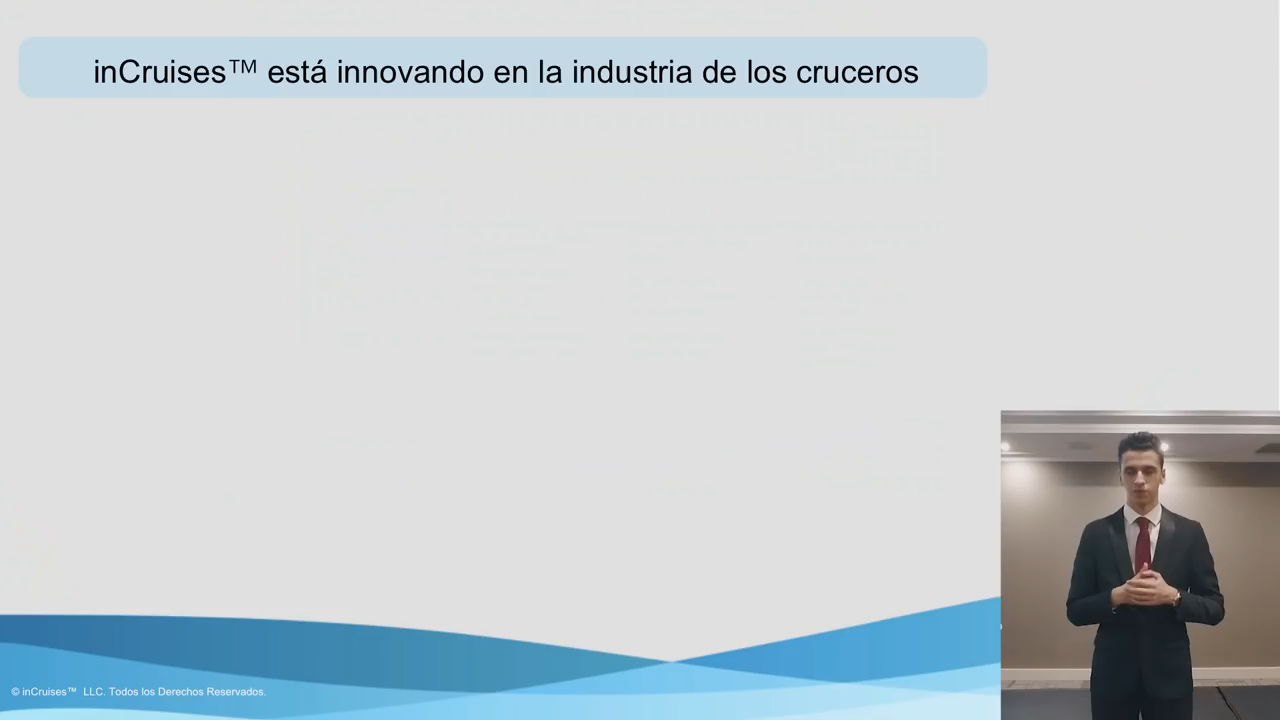 inCruises™ está innovando en la industria de los cruceros
© inCruises™ LLC. Todos los Derechos Reservados.